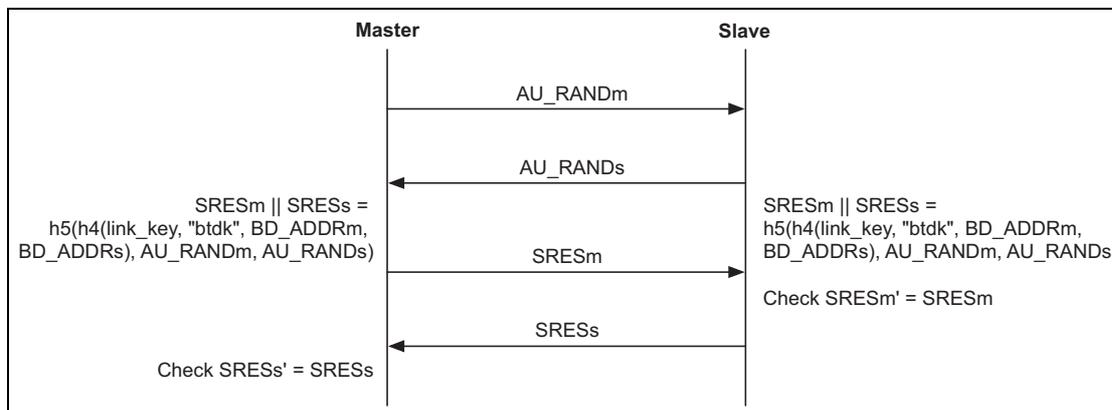 Master
Slave
AU_RANDm
AU_RANDs
SRESm || SRESs =
h5(h4(link_key, "btdk", BD_ADDRm,
BD_ADDRs), AU_RANDm, AU_RANDs)
SRESm || SRESs =
h5(h4(link_key, "btdk", BD_ADDRm,
BD_ADDRs), AU_RANDm, AU_RANDs
SRESm
Check SRESm' = SRESm
SRESs
Check SRESs' = SRESs